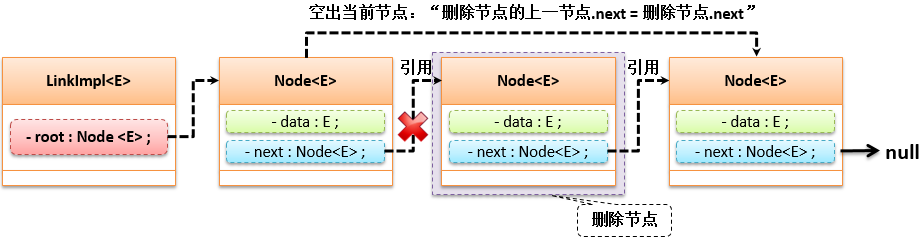 空出当前节点：“删除节点的上一节点.next = 删除节点.next”
LinkImpl<E>
- root : Node <E> ;
Node<E>
- data : E ;
- next : Node<E> ;
引用
Node<E>
- data : E ;
- next : Node<E> ;
引用
Node<E>
- data : E ;
- next : Node<E> ;
null
删除节点